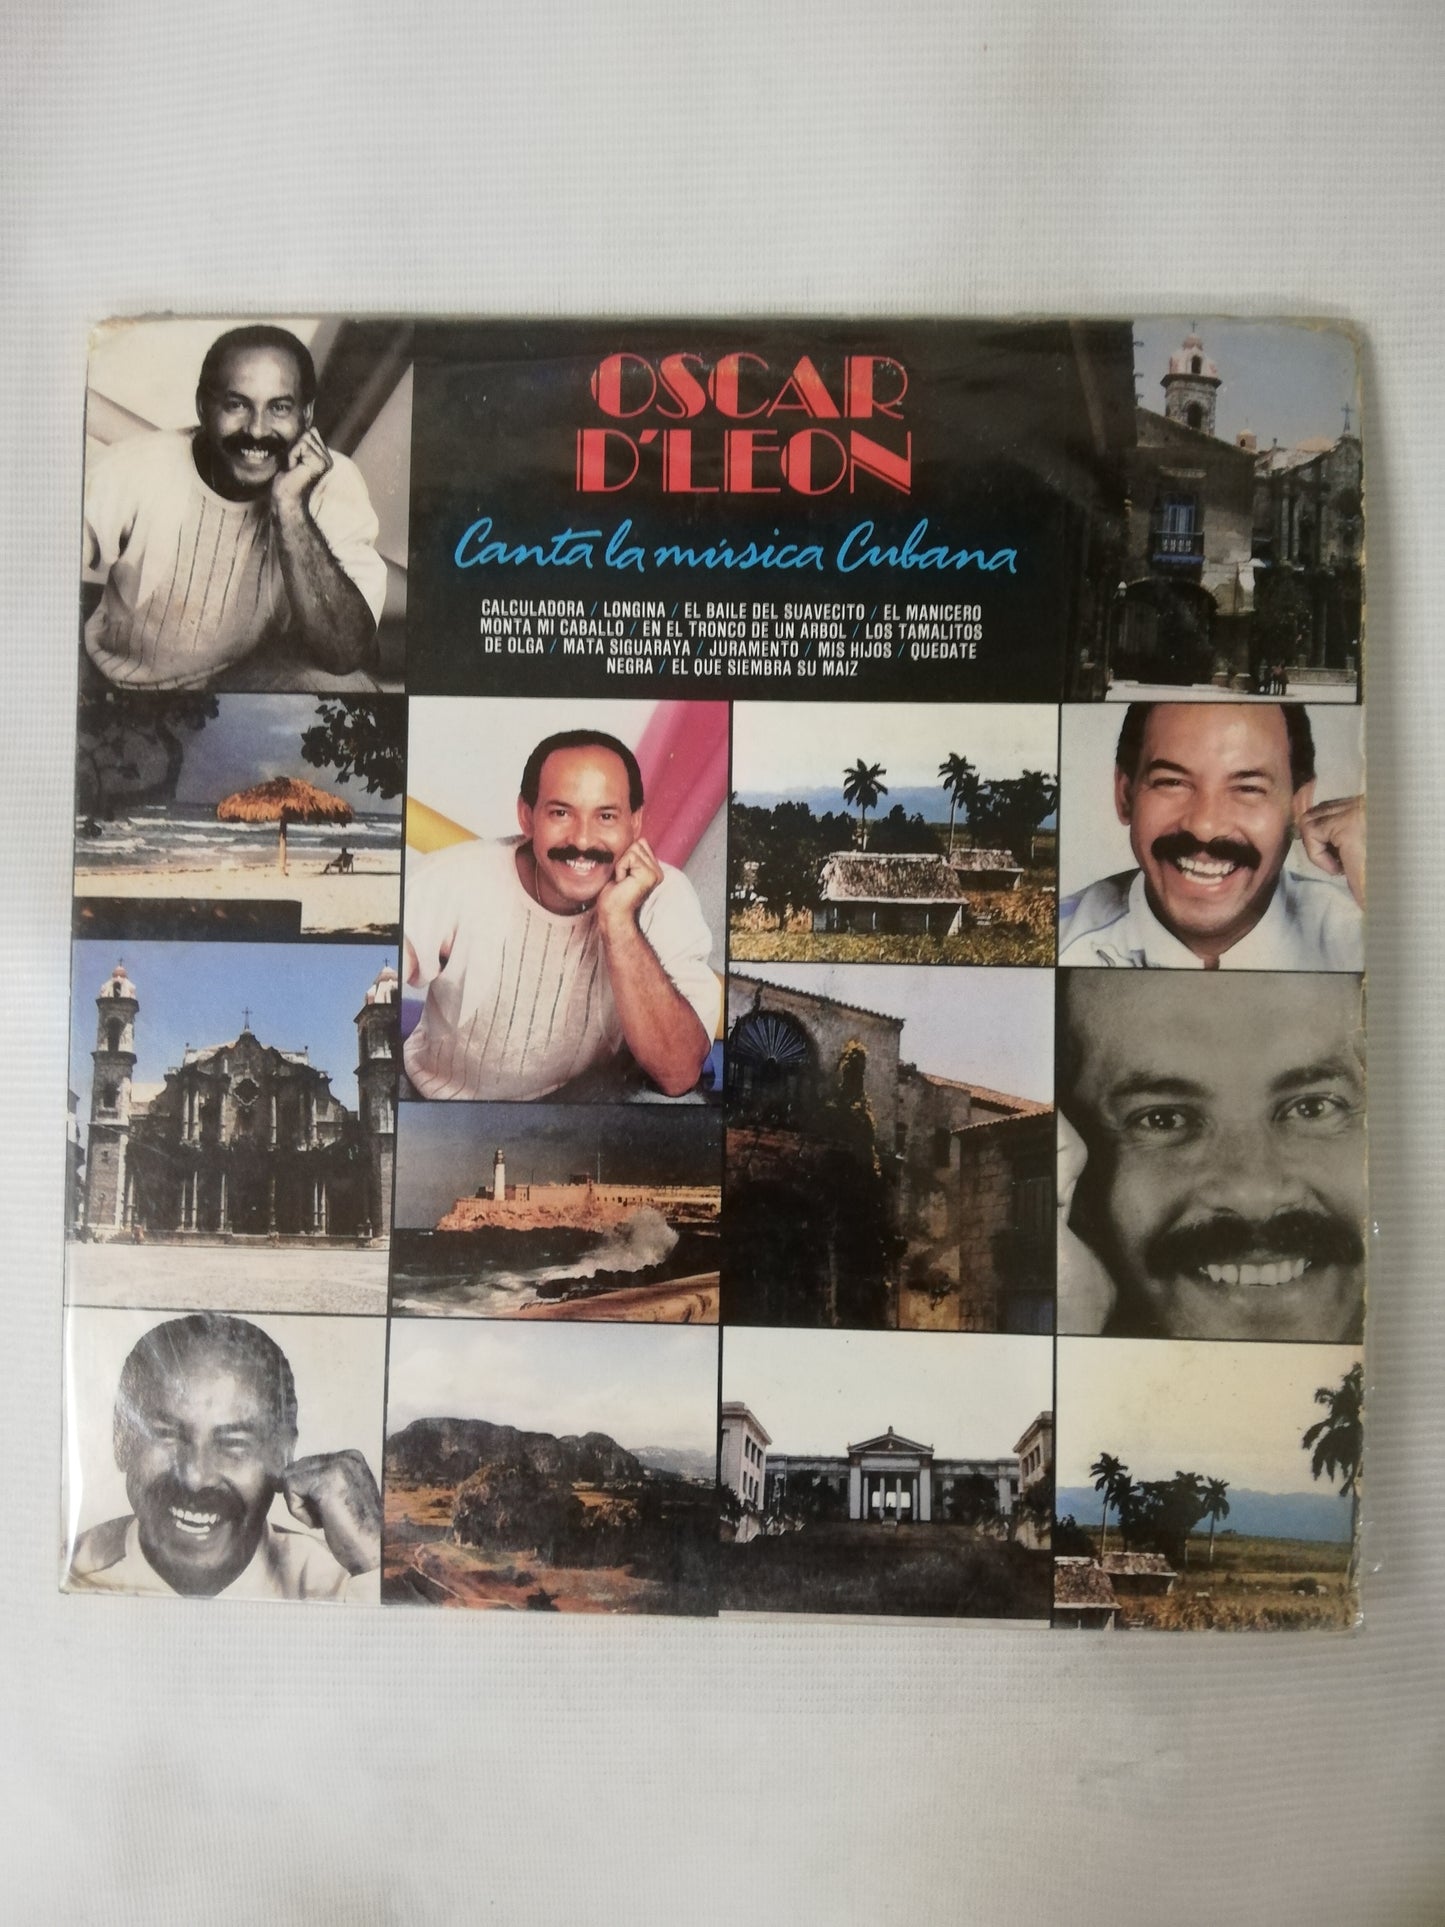 OSCAR
D'LEON
Canta la música Cubana
CALCULADORA / LONGINA / EL BAILE DEL SUAVECITO / EL MANICERO
MONTA MI CABALLO / EN EL TRONCO DE UN ARBOL / LOS TAMALITOS
DE OLGA / MATA SIGUARAYA / JURAMENTO / MIS HIJOS / QUEDATE
NEGRA / EL QUE SIEMBRA SU MAIZ